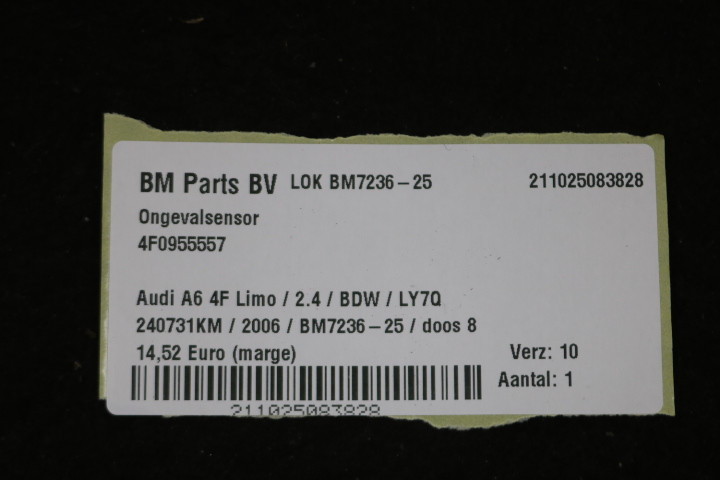 BM Parts BV LOK BM7236-25 211025083828
Ongevalsensor
4F0955557
Audi A6 4F Limo / 2.4 / BDW / LY7Q
240731KM / 2006 / BM7236-25 / doos 8
14,52 Euro (marge) Verz: 10
Aantal: 1
211025083828